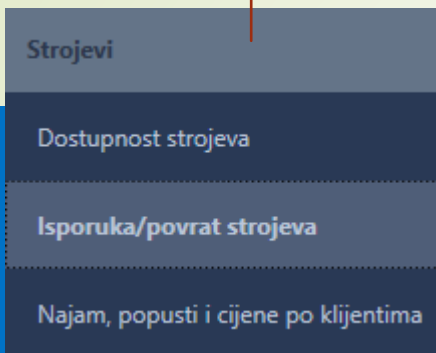 Strojevi
Dostupnost strojeva
Isporuka/povrat strojeva
Najam, popusti i cijene po klijentima